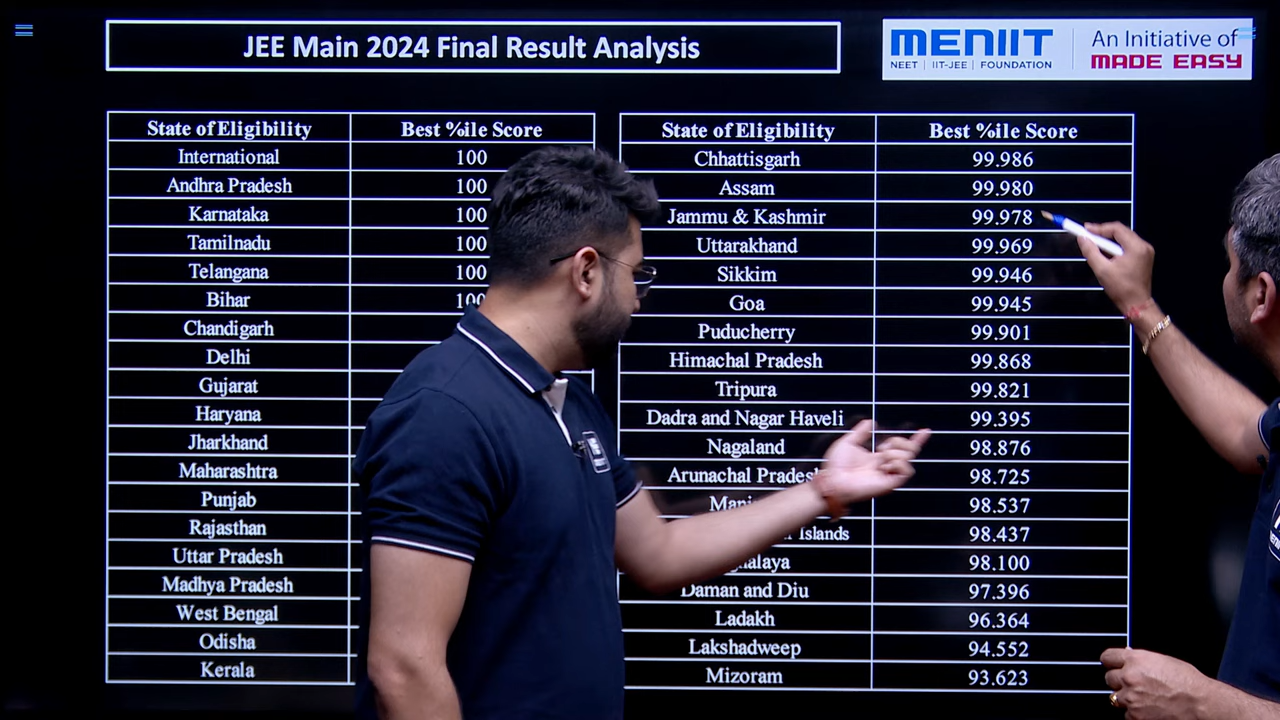 JEE Main 2024 Final Result Analysis
MENIIT
NEET | IIT-JEE | FOUNDATION
An Initiative of
MADE EASY
State of Eligibility Best %ile Score
International 100
Andhra Pradesh 100
Karnataka 100
Tamilnadu 100
Telangana 100
Bihar 100
Chandigarh
Delhi
Gujarat
Haryana
Jharkhand
Maharashtra
Punjab
Rajasthan
Uttar Pradesh
Madhya Pradesh
West Bengal
Odisha
Kerala
State of Eligibility Best %ile Score
Chhattisgarh 99.986
Assam 99.980
Jammu & Kashmir 99.978
Uttarakhand 99.969
Sikkim 99.946
Goa 99.945
Puducherry 99.901
Himachal Pradesh 99.868
Tripura 99.821
Dadra and Nagar Haveli 99.395
Nagaland 98.876
Arunachal Pradesh 98.725
98.537
Islands 98.437
98.100
Daman and Diu 97.396
Ladakh 96.364
Lakshadweep 94.552
Mizoram 93.623